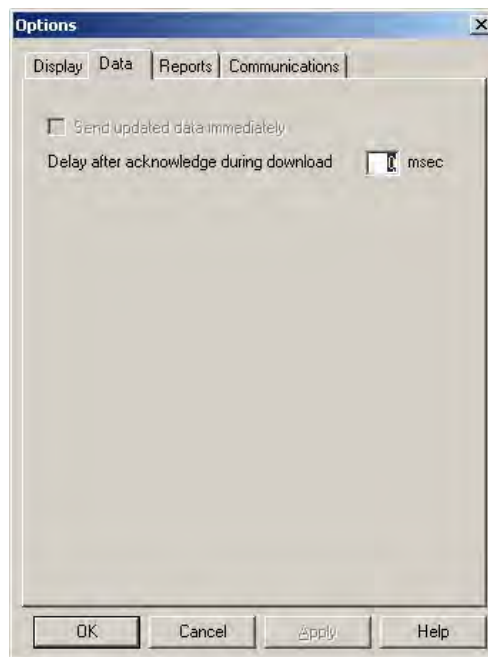 Options
Display Data Reports Communications
Send updated data immediately
Delay after acknowledge during download 0 msec
OK Cancel Apply Help